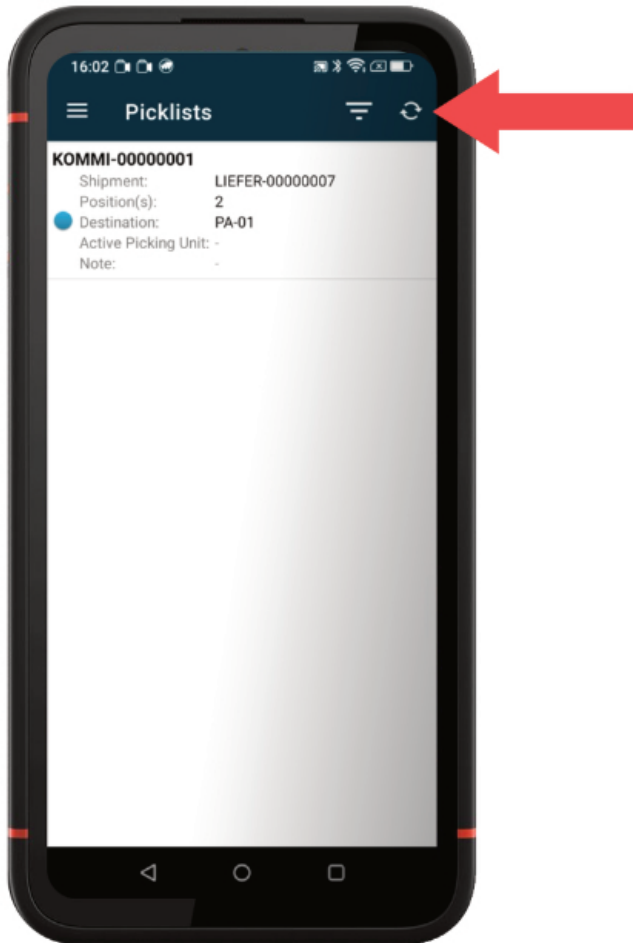 16:02
Picklists
KOMMI-00000001
Shipment: LIEFER-00000007
Position(s): 2
Destination: PA-01
Active Picking Unit: -
Note: -